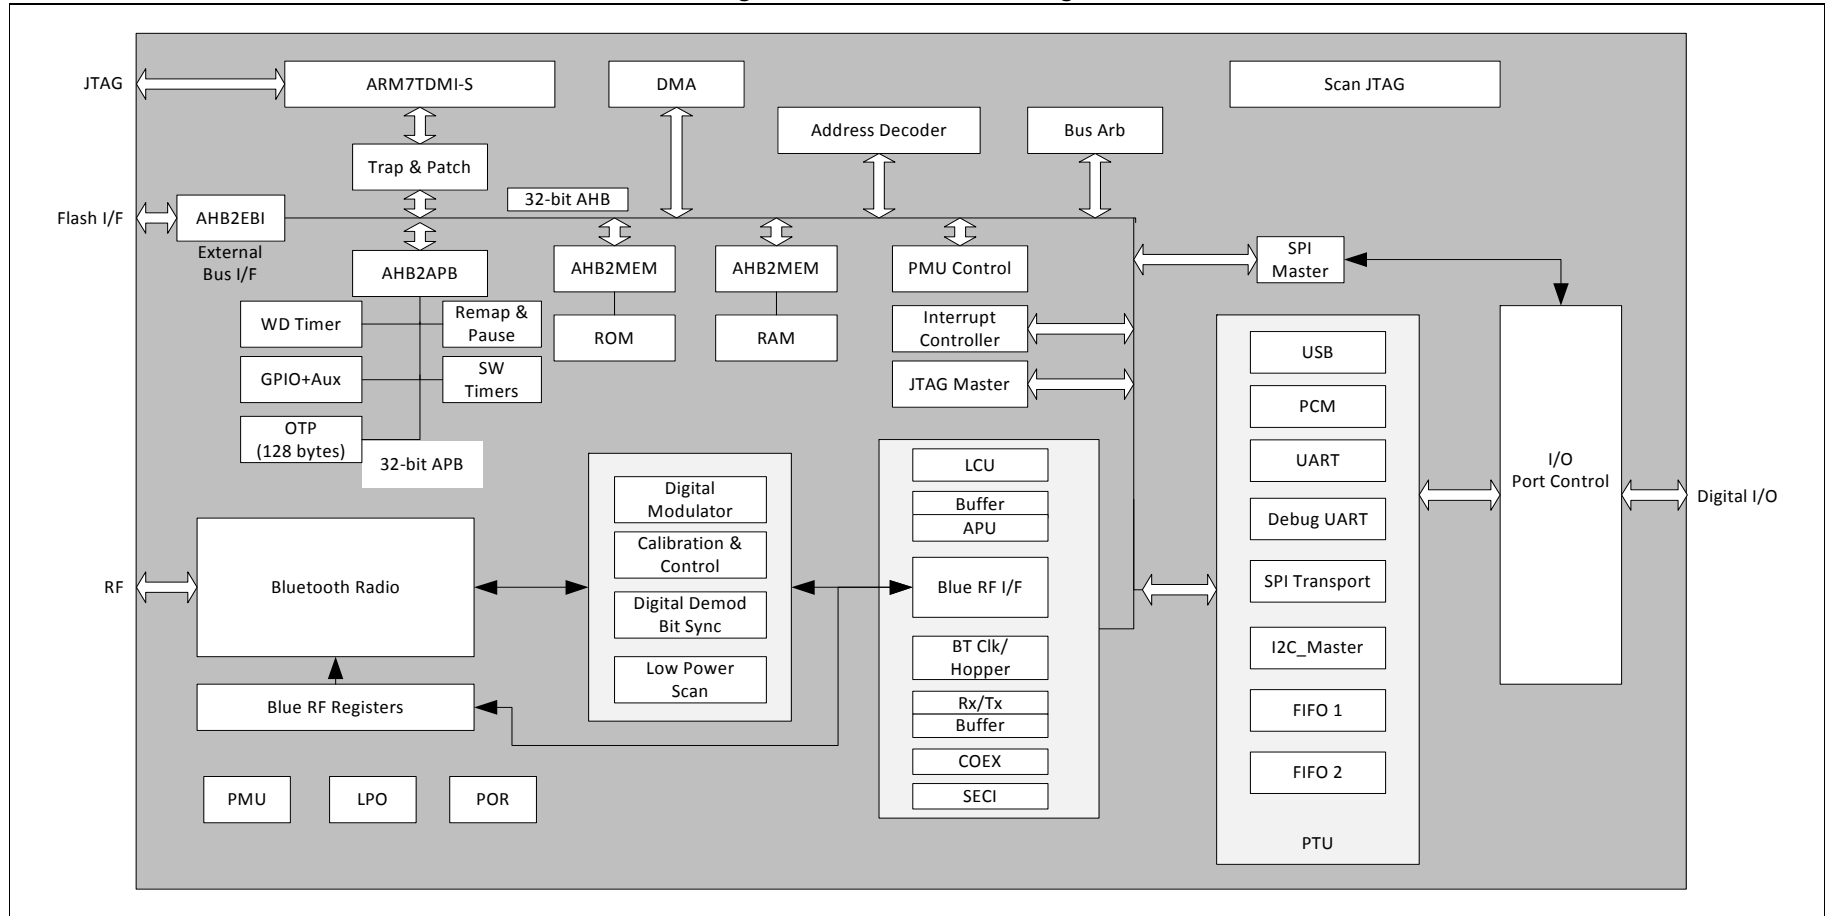 JTAG
ARM7TDMI-S
DMA
Scan JTAG
Address Decoder
Bus Arb
Trap & Patch
32-bit AHB
Flash I/F
AHB2EBI
External
Bus I/F
AHB2APB
AHB2MEM
AHB2MEM
PMU Control
SPI
Master
WD Timer
Remap &
Pause
ROM
RAM
Interrupt
Controller
GPIO+Aux
SW
Timers
JTAG Master
OTP
(128 bytes)
32-bit APB
USB
PCM
UART
Debug UART
SPI Transport
I2C_Master
FIFO 1
FIFO 2
PTU
I/O
Port Control
Digital I/O
LCU
Buffer
APU
Blue RF I/F
BT Clk/
Hopper
Rx/Tx
Buffer
COEX
SECI
Digital
Modulator
Calibration &
Control
Digital Demod
Bit Sync
Low Power
Scan
RF
Bluetooth Radio
Blue RF Registers
PMU
LPO
POR